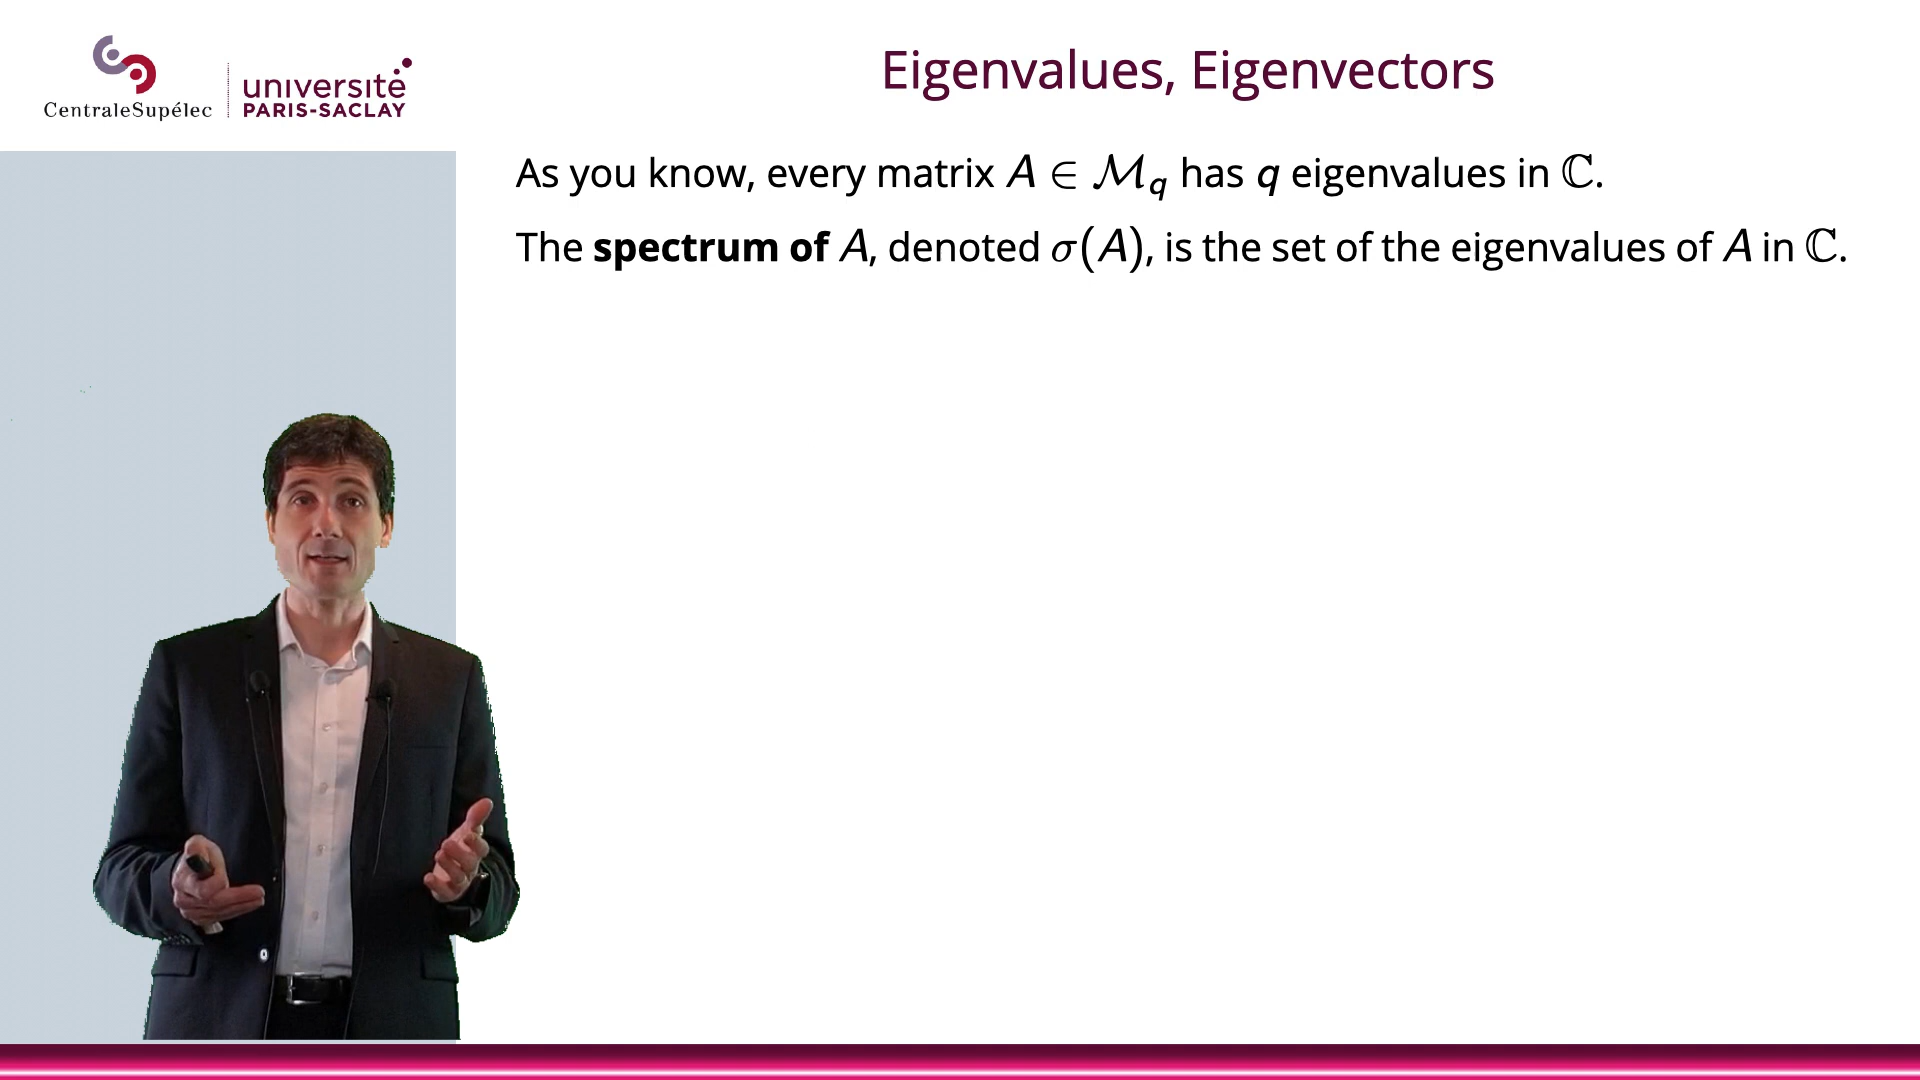 CentraleSupélec
université
PARIS-SACLAY
Eigenvalues, Eigenvectors
As you know, every matrix A ∈ ℳ_q has q eigenvalues in ℂ.
The spectrum of A, denoted σ(A), is the set of the eigenvalues of A in ℂ.